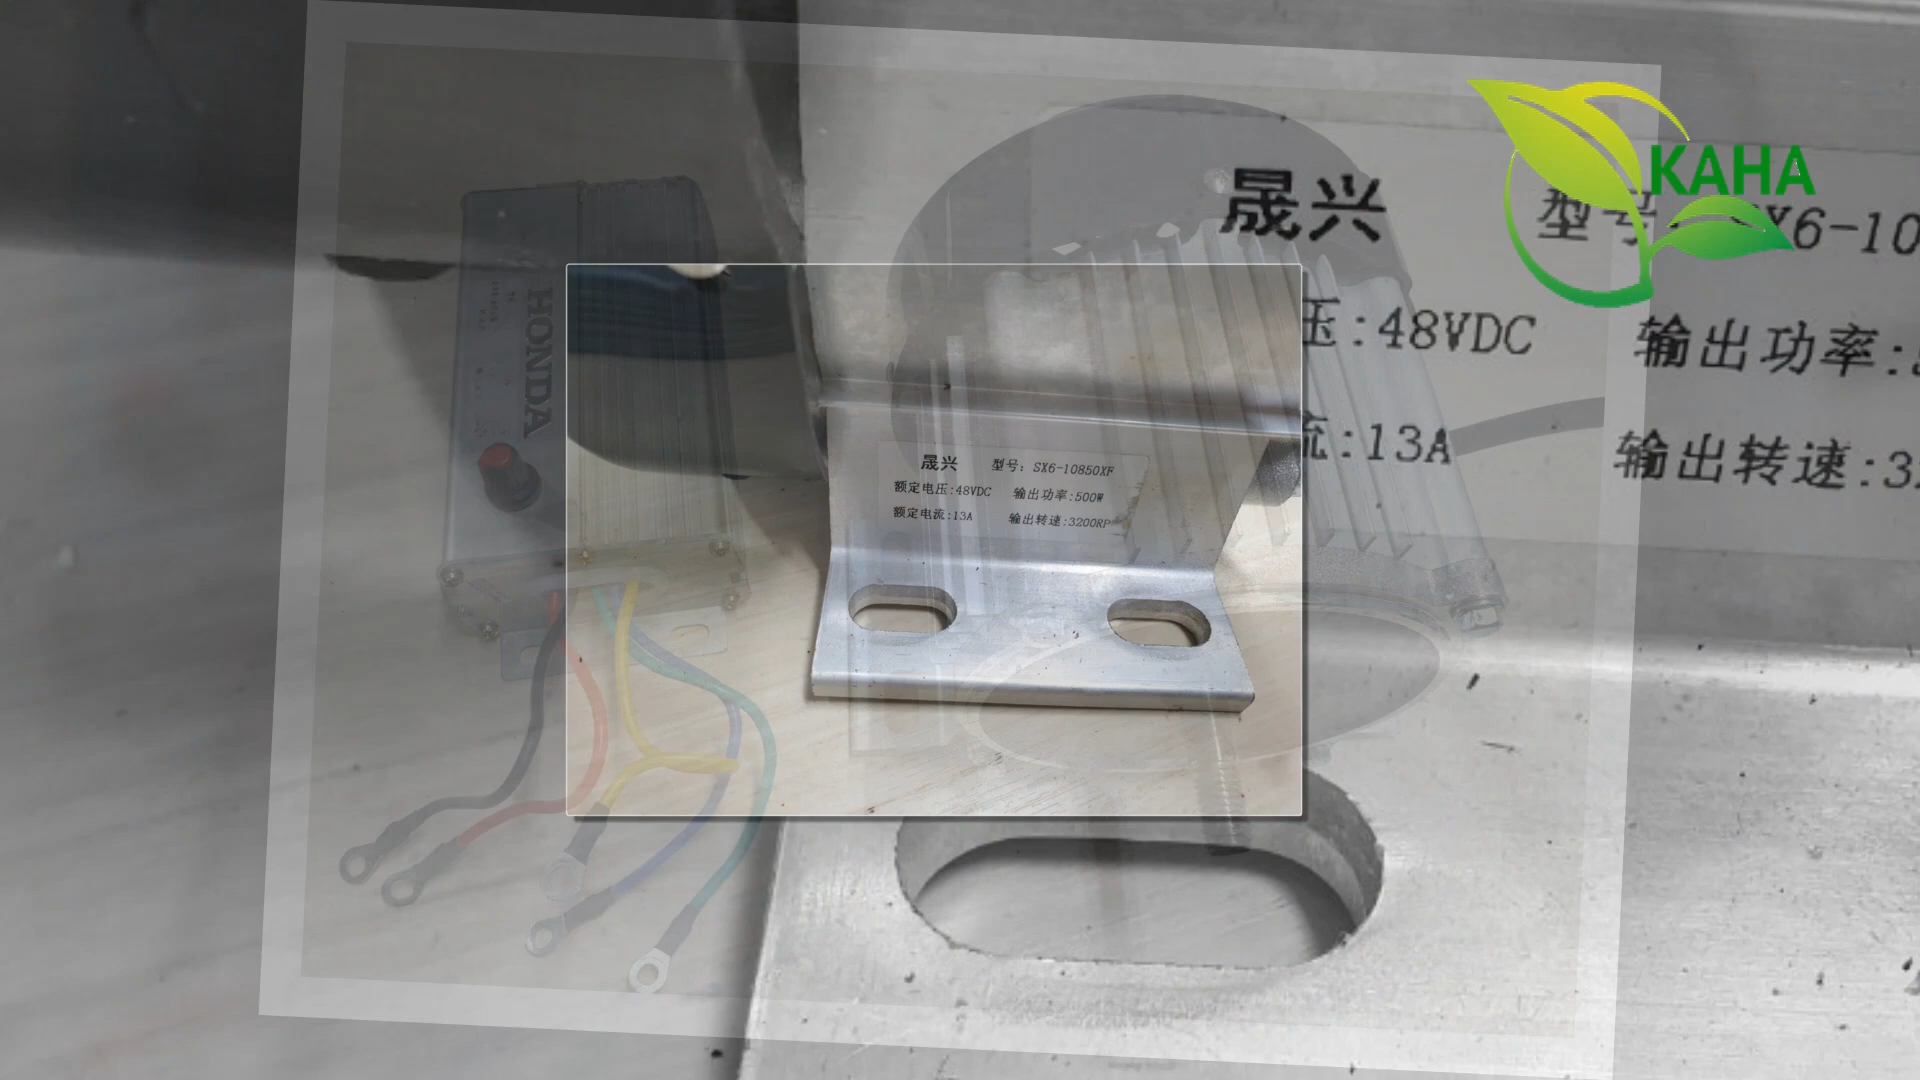 KAHA
晟兴 型号: SX6-10
压:48VDC 输出功率:
流:13A 输出转速:3
HONDA
晟兴 型号: SX6-10850XF
额定电压:48VDC 输出功率:500W
额定电流:13A 输出转速:3200RP